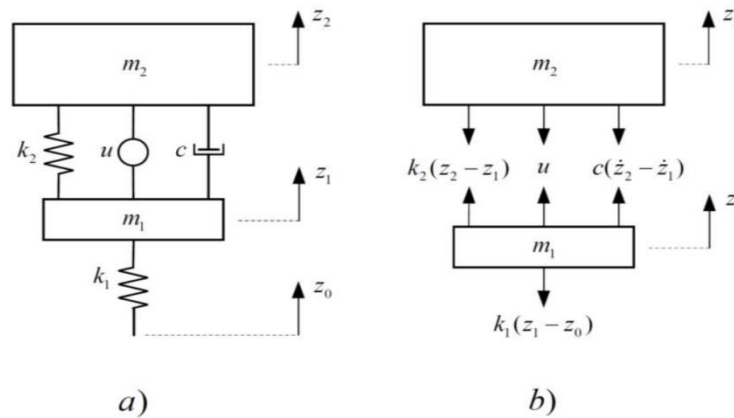 z₂
m₂
k₂ u c
z₁
m₁
k₁
z₀
a)
z
m₂
k₂(z₂ − z₁) u c(ż₂ − ż₁)
z
m₁
k₁(z₁ − z₀)
b)